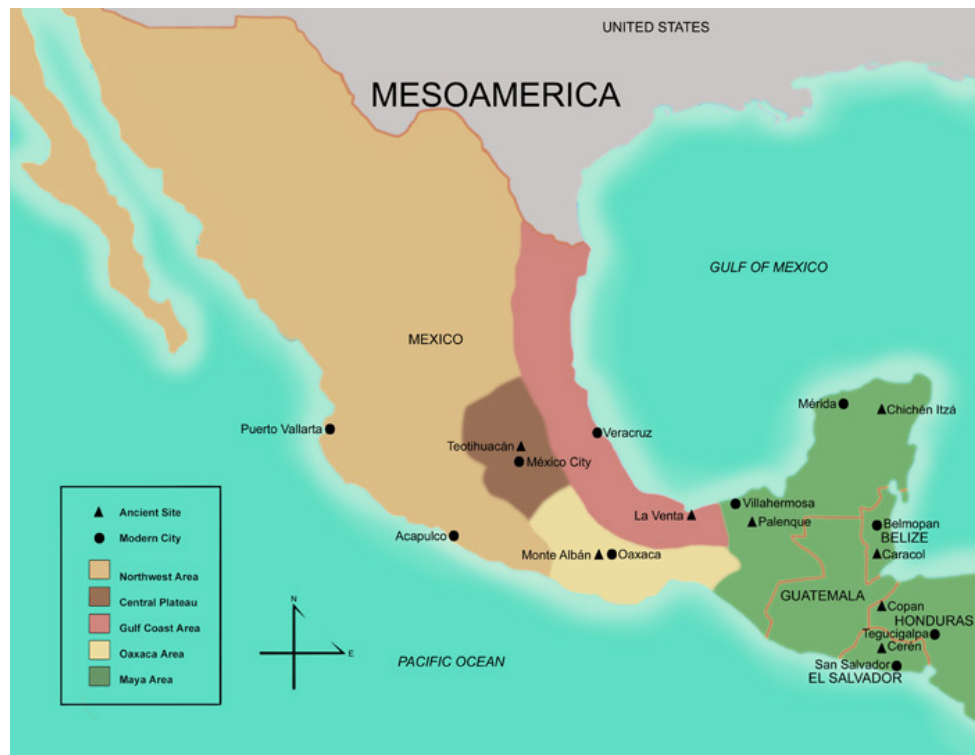 UNITED STATES
MESOAMERICA
GULF OF MEXICO
MEXICO
Mérida
Chichén Itzá
Puerto Vallarta
Veracruz
Teotihuacán
México City
Villahermosa
La Venta
Palenque
Belmopan
BELIZE
Acapulco
Monte Albán
Oaxaca
Caracol
GUATEMALA
Copan
HONDURAS
Tegucigalpa
Cerén
San Salvador
EL SALVADOR
PACIFIC OCEAN
Ancient Site
Modern City
Northwest Area
Central Plateau
Gulf Coast Area
Oaxaca Area
Maya Area
N
E